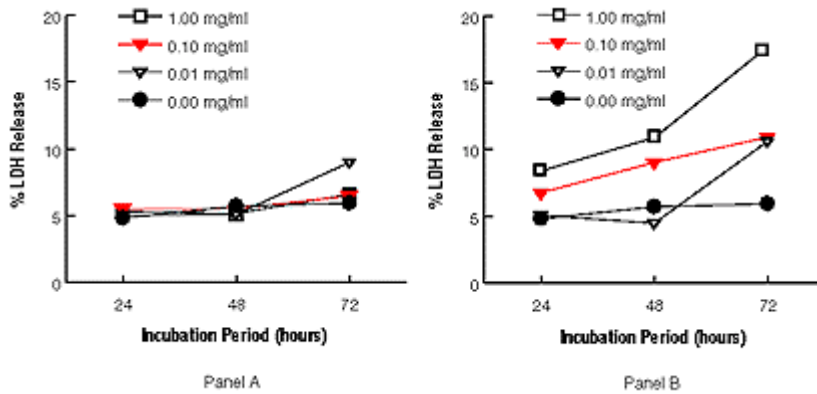 20
15
10
5
0
% LDH Release
1.00 mg/ml
0.10 mg/ml
0.01 mg/ml
0.00 mg/ml
24 48 72
Incubation Period (hours)
Panel A
20
15
10
5
0
% LDH Release
1.00 mg/ml
0.10 mg/ml
0.01 mg/ml
0.00 mg/ml
24 48 72
Incubation Period (hours)
Panel B